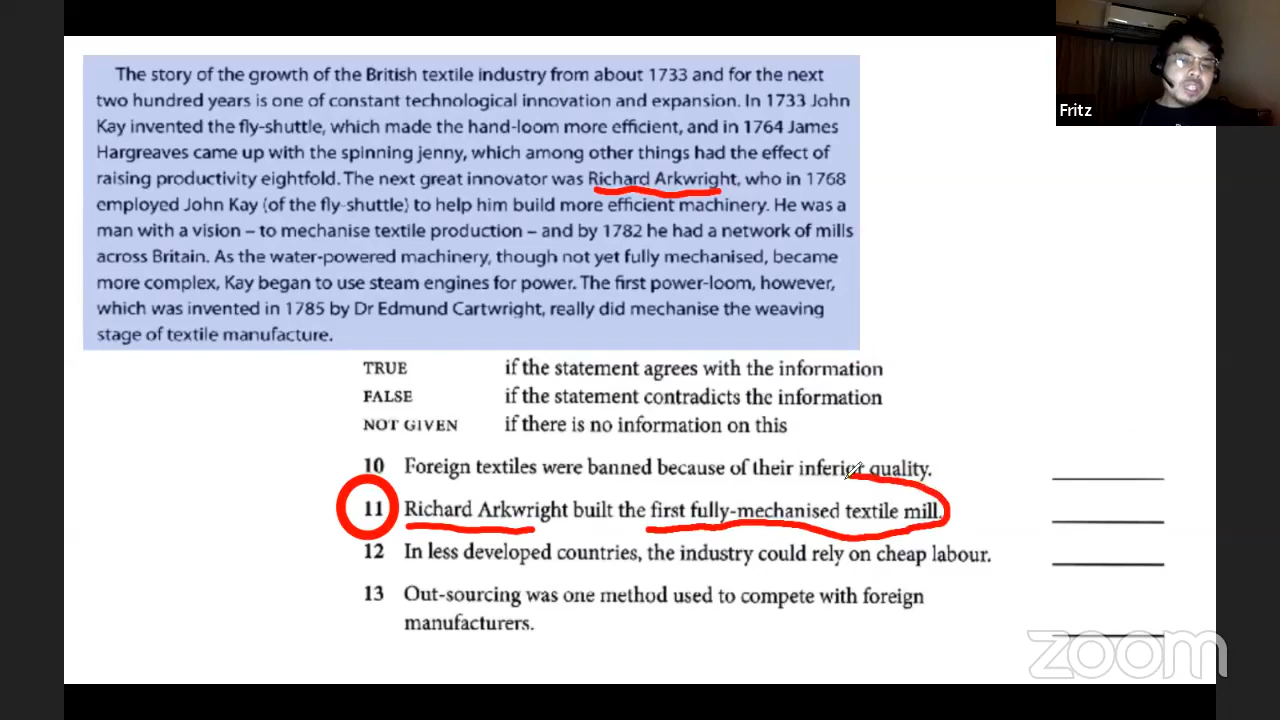 The story of the growth of the British textile industry from about 1733 and for the next
two hundred years is one of constant technological innovation and expansion. In 1733 John
Kay invented the fly-shuttle, which made the hand-loom more efficient, and in 1764 James
Hargreaves came up with the spinning jenny, which among other things had the effect of
raising productivity eightfold. The next great innovator was Richard Arkwright, who in 1768
employed John Kay (of the fly-shuttle) to help him build more efficient machinery. He was a
man with a vision – to mechanise textile production – and by 1782 he had a network of mills
across Britain. As the water-powered machinery, though not yet fully mechanised, became
more complex, Kay began to use steam engines for power. The first power-loom, however,
which was invented in 1785 by Dr Edmund Cartwright, really did mechanise the weaving
stage of textile manufacture.
Fritz
TRUE if the statement agrees with the information
FALSE if the statement contradicts the information
NOT GIVEN if there is no information on this
10 Foreign textiles were banned because of their inferior quality.
11 Richard Arkwright built the first fully-mechanised textile mill.
12 In less developed countries, the industry could rely on cheap labour.
13 Out-sourcing was one method used to compete with foreign
manufacturers.
zoom